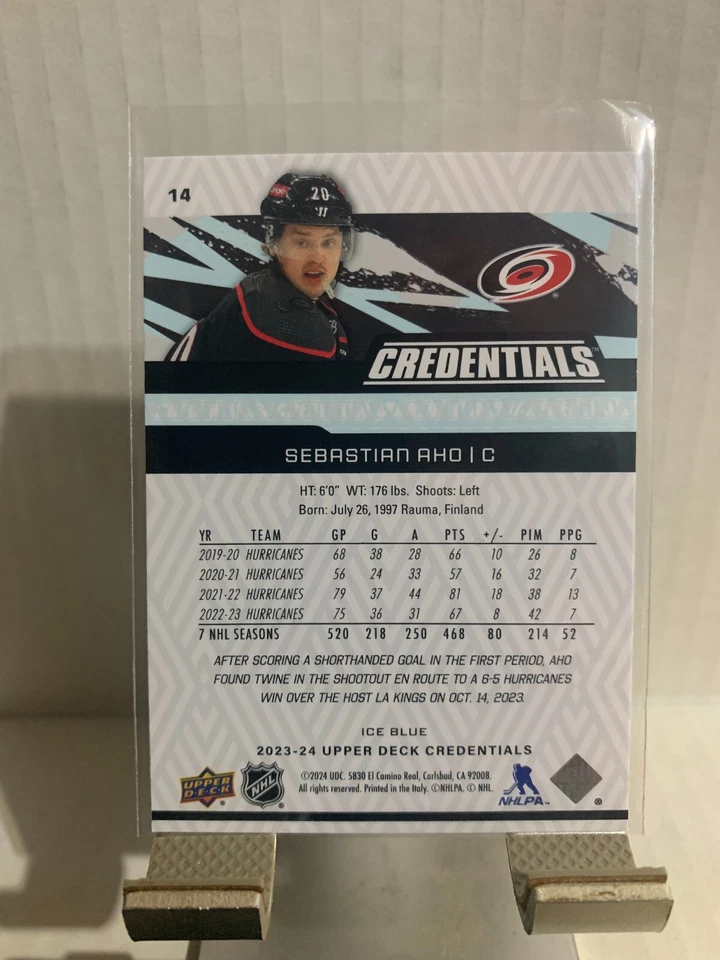 14
20
CREDENTIALS™
SEBASTIAN AHO | C
HT: 6'0" WT: 176 lbs. Shoots: Left
Born: July 26, 1997 Rauma, Finland
YR TEAM GP G A PTS +/- PIM PPG
2019-20 HURRICANES 68 38 28 66 10 26 8
2020-21 HURRICANES 56 24 33 57 16 32 7
2021-22 HURRICANES 79 37 44 81 18 38 13
2022-23 HURRICANES 75 36 31 67 8 42 7
7 NHL SEASONS 520 218 250 468 80 214 52
AFTER SCORING A SHORTHANDED GOAL IN THE FIRST PERIOD, AHO
FOUND TWINE IN THE SHOOTOUT EN ROUTE TO A 6-5 HURRICANES
WIN OVER THE HOST LA KINGS ON OCT. 14, 2023.
ICE BLUE
2023-24 UPPER DECK CREDENTIALS
UPPER DECK
NHL
©2024 UDC. 5830 El Camino Real, Carlsbad, CA 92008.
All rights reserved. Printed in the Italy. ©NHLPA. © NHL.
NHLPA™
®